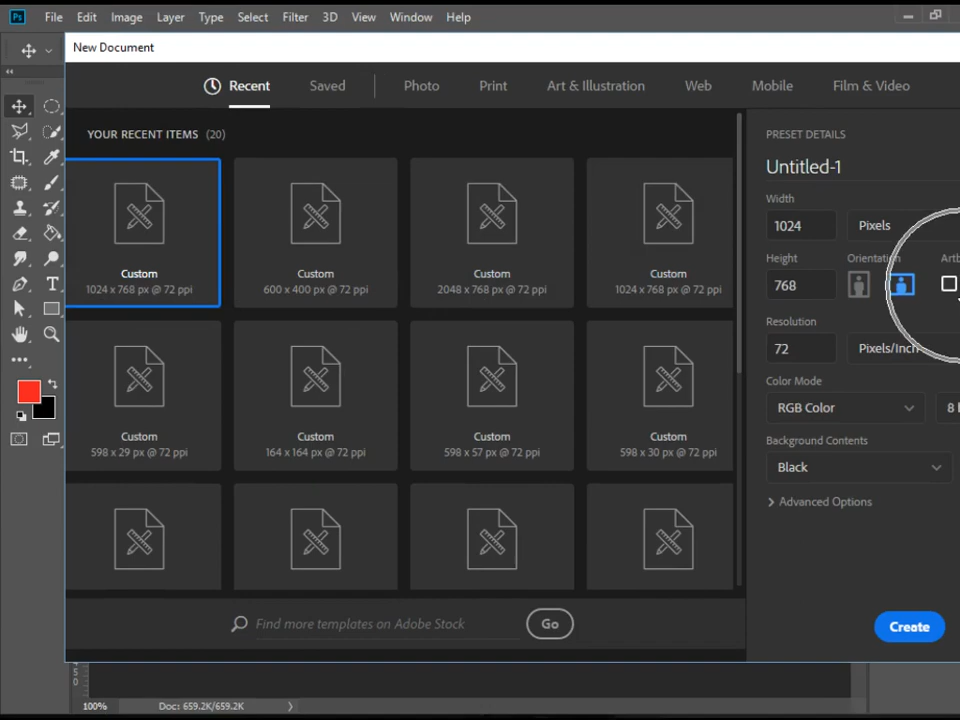 Ps File Edit Image Layer Type Select Filter 3D View Window Help
New Document
Recent Saved Photo Print Art & Illustration Web Mobile Film & Video
YOUR RECENT ITEMS (20)
PRESET DETAILS
Untitled-1
Width
1024 Pixels
Height Orientation Artb
768
Resolution
72 Pixels/Inch
Color Mode
RGB Color 8 b
Background Contents
Black
Advanced Options
Custom Custom Custom Custom
1024 x 768 px @ 72 ppi 600 x 400 px @ 72 ppi 2048 x 768 px @ 72 ppi 1024 x 768 px @ 72 ppi
Custom Custom Custom Custom
598 x 29 px @ 72 ppi 164 x 164 px @ 72 ppi 598 x 57 px @ 72 ppi 598 x 30 px @ 72 ppi
Find more templates on Adobe Stock Go
Create
100% Doc: 659.2K/659.2K